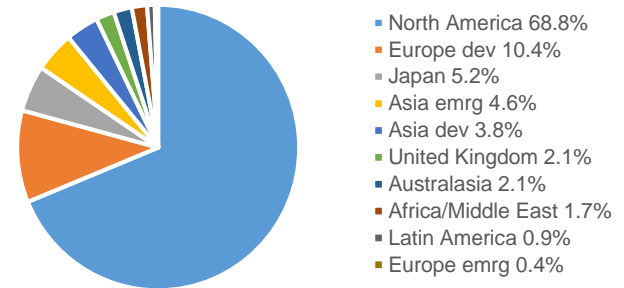 North America 68.8%
Europe dev 10.4%
Japan 5.2%
Asia emrg 4.6%
Asia dev 3.8%
United Kingdom 2.1%
Australasia 2.1%
Africa/Middle East 1.7%
Latin America 0.9%
Europe emrg 0.4%